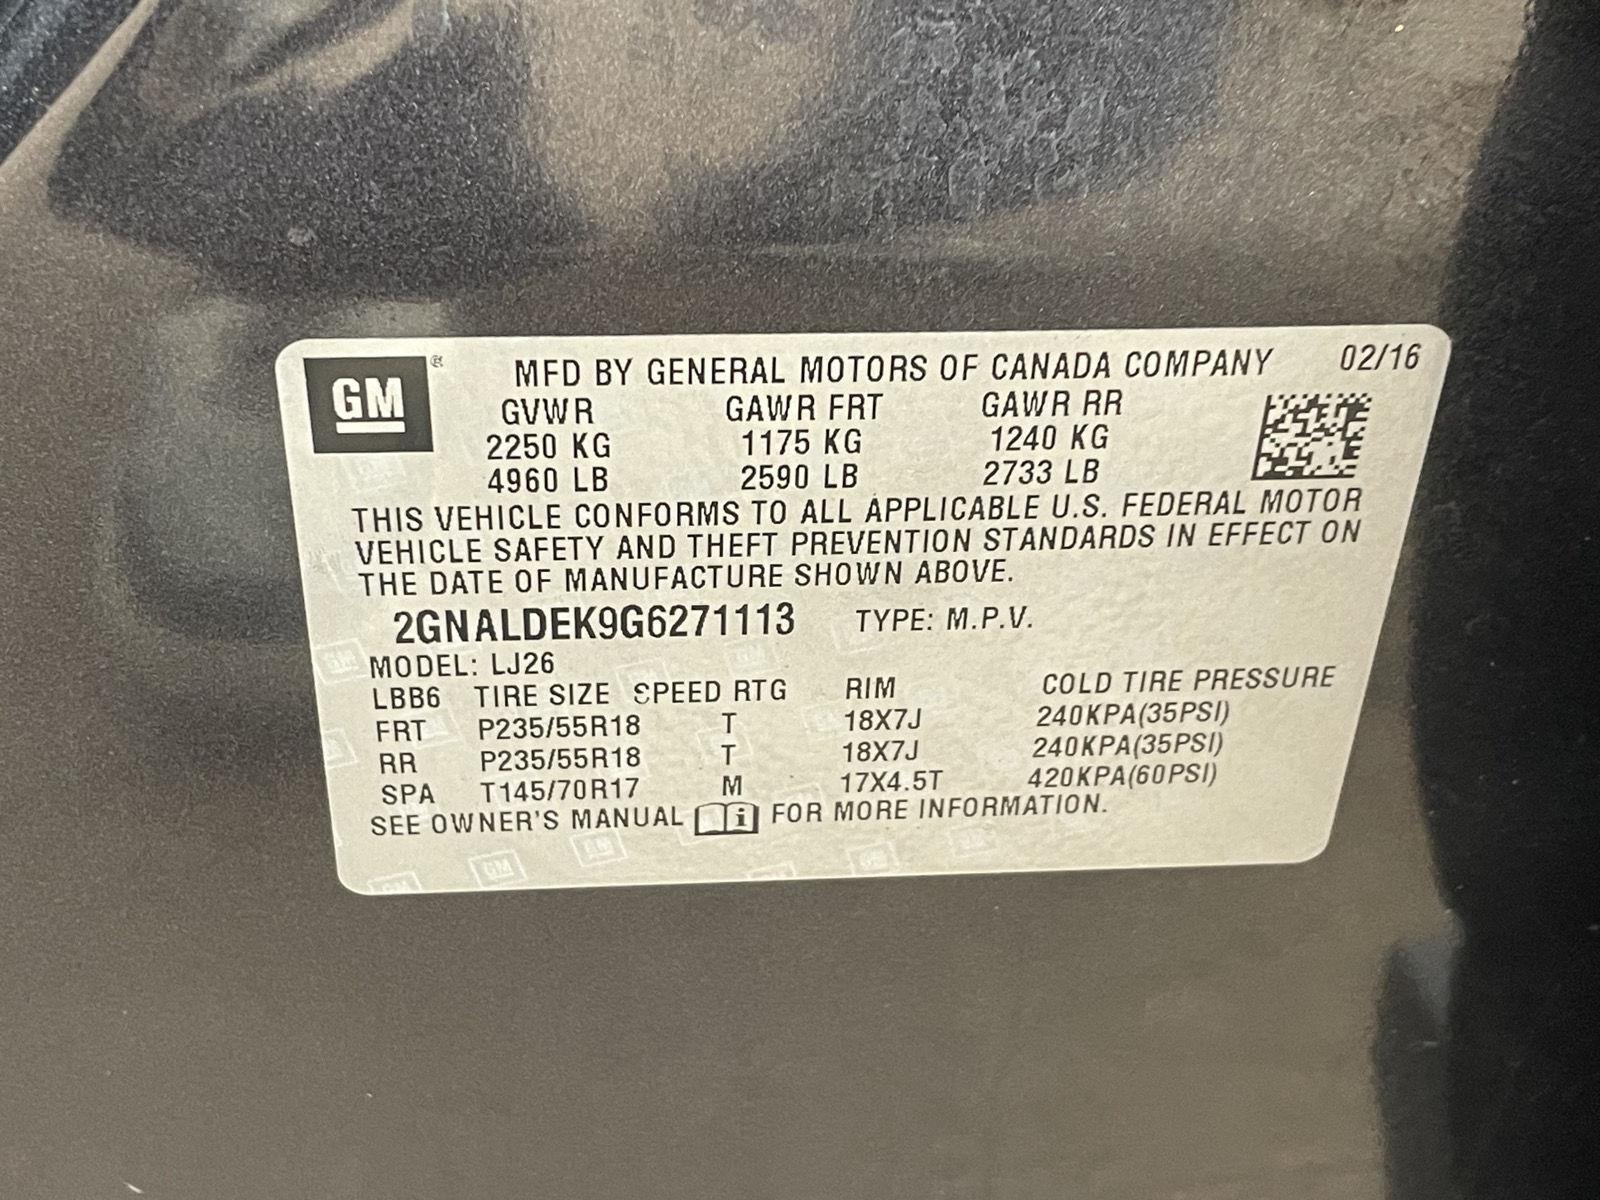 GM ® MFD BY GENERAL MOTORS OF CANADA COMPANY 02/16
GVWR GAWR FRT GAWR RR
2250 KG 1175 KG 1240 KG
4960 LB 2590 LB 2733 LB
THIS VEHICLE CONFORMS TO ALL APPLICABLE U.S. FEDERAL MOTOR
VEHICLE SAFETY AND THEFT PREVENTION STANDARDS IN EFFECT ON
THE DATE OF MANUFACTURE SHOWN ABOVE.
2GNALDEK9G6271113 TYPE: M.P.V.
MODEL: LJ26
LBB6 TIRE SIZE SPEED RTG RIM COLD TIRE PRESSURE
FRT P235/55R18 T 18X7J 240KPA(35PSI)
RR P235/55R18 T 18X7J 240KPA(35PSI)
SPA T145/70R17 M 17X4.5T 420KPA(60PSI)
SEE OWNER'S MANUAL i FOR MORE INFORMATION.